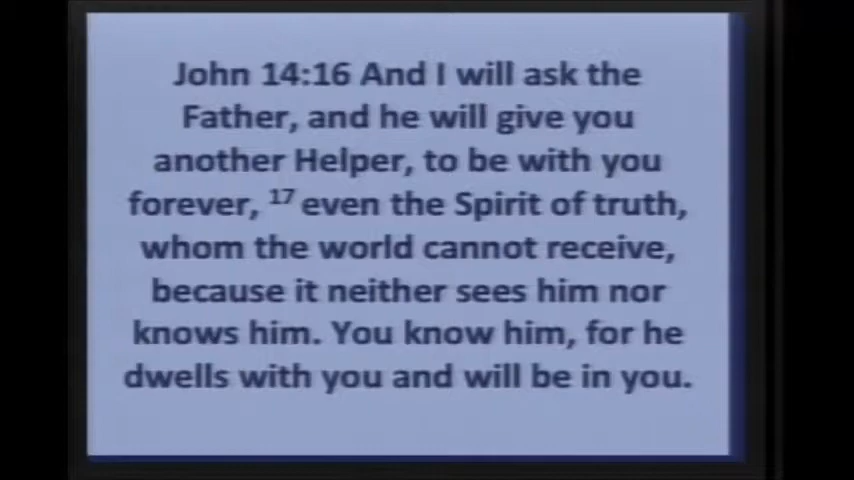 John 14:16 And I will ask the
Father, and he will give you
another Helper, to be with you
forever, 17 even the Spirit of truth,
whom the world cannot receive,
because it neither sees him nor
knows him. You know him, for he
dwells with you and will be in you.